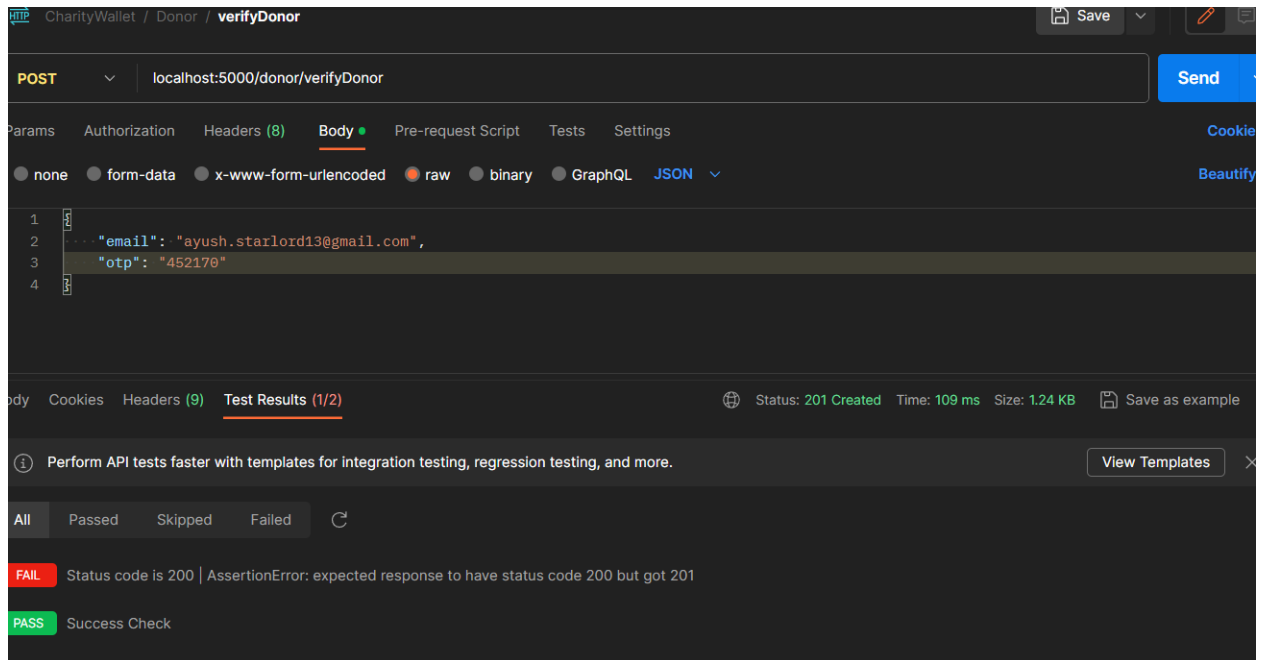 HTTP CharityWallet / Donor / verifyDonor Save
POST localhost:5000/donor/verifyDonor Send
Params Authorization Headers (8) Body Pre-request Script Tests Settings Cookie
none form-data x-www-form-urlencoded raw binary GraphQL JSON Beautify
1 {
2 "email": "ayush.starlord13@gmail.com",
3 "otp": "452170"
4 }
ody Cookies Headers (9) Test Results (1/2) Status: 201 Created Time: 109 ms Size: 1.24 KB Save as example
Perform API tests faster with templates for integration testing, regression testing, and more. View Templates
All Passed Skipped Failed
FAIL Status code is 200 | AssertionError: expected response to have status code 200 but got 201
PASS Success Check